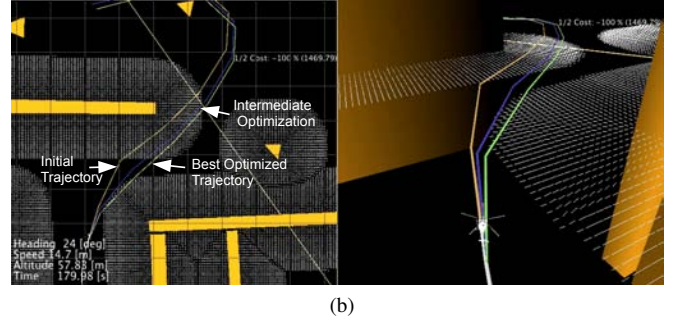 1/2 Cost: -100 % (1469.79)
1/2 Cost: -100 % (1469.79)
Intermediate
Optimization
Initial
Trajectory
Best Optimized
Trajectory
Heading 24 [deg]
Speed 14.7 [m]
Altitude 57.83 [m]
Time 179.98 [s]
(b)